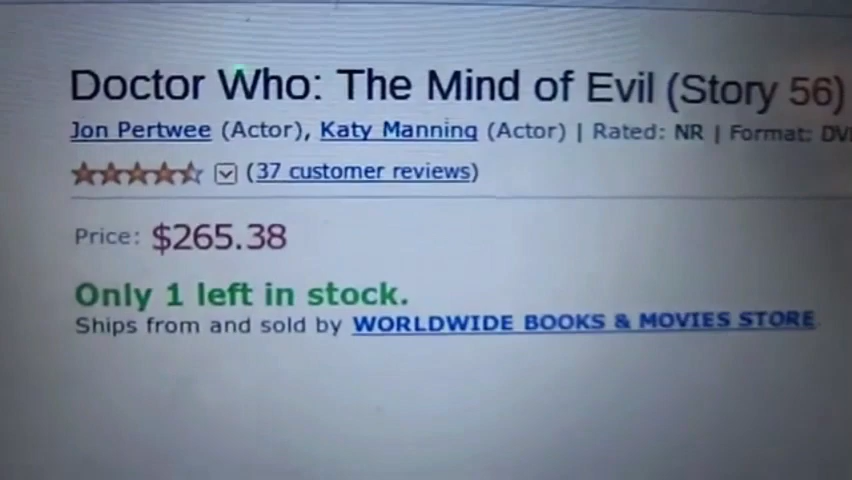 Doctor Who: The Mind of Evil (Story 56)
Jon Pertwee (Actor), Katy Manning (Actor) | Rated: NR | Format:
(37 customer reviews)
Price: $265.38
Only 1 left in stock.
Ships from and sold by WORLDWIDE BOOKS & MOVIES STORE